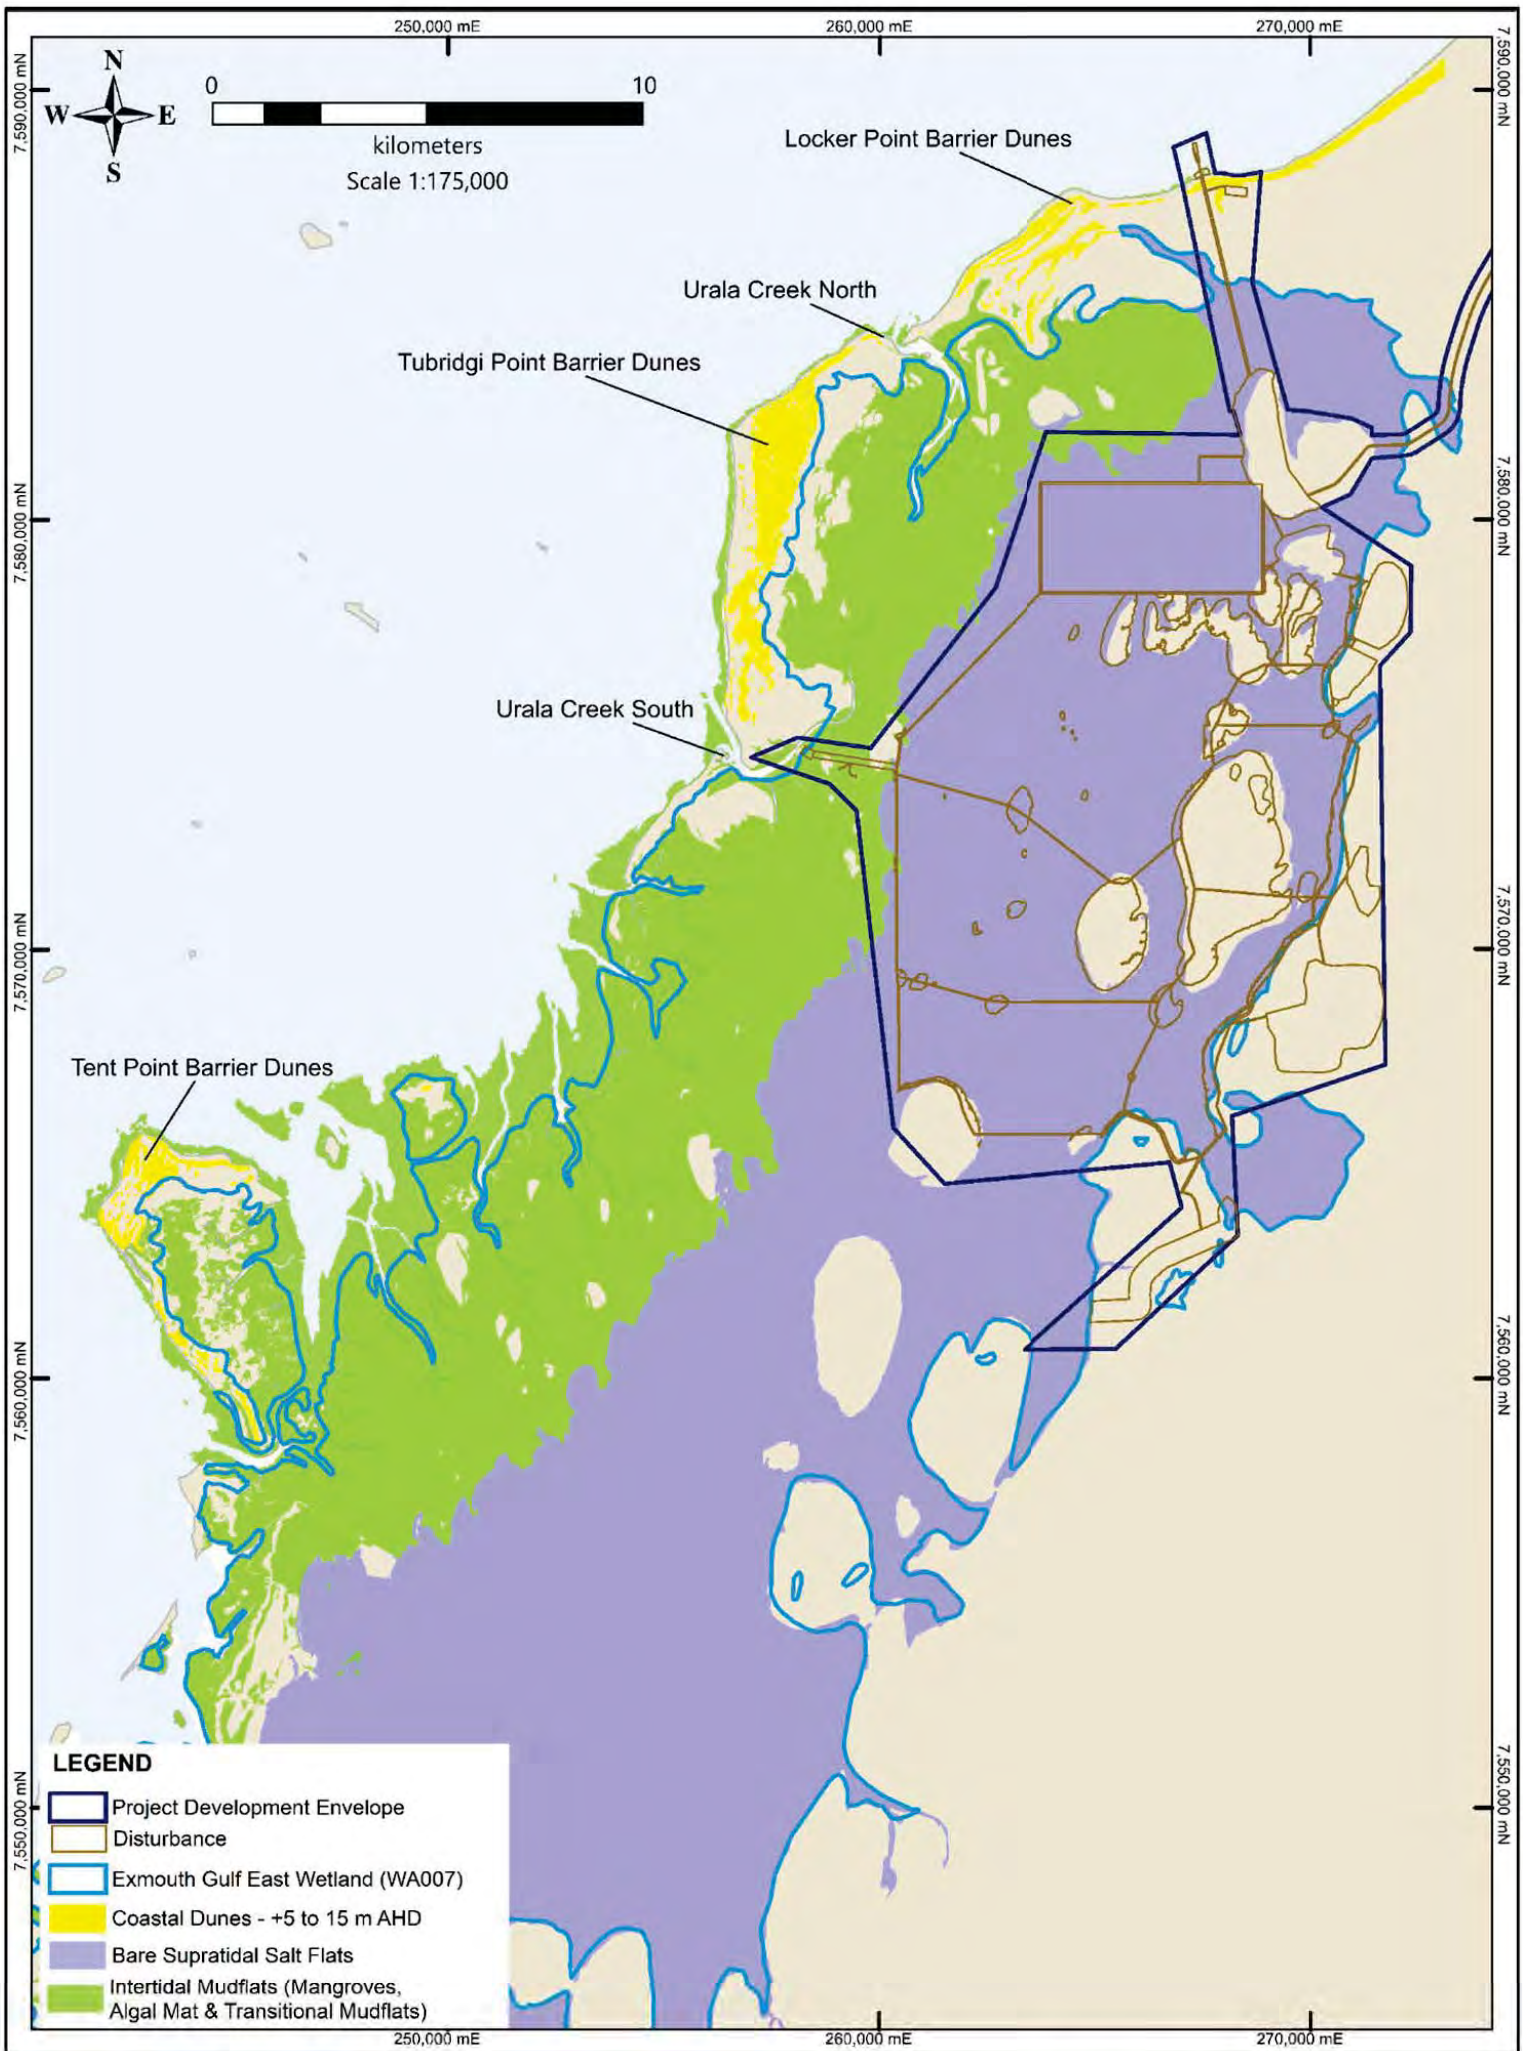 250,000 mE
260,000 mE
270,000 mE
7,590,000 mN
7,590,000 mN
N
W
E
S
0
10
kilometers
Scale 1:175,000
Locker Point Barrier Dunes
Urala Creek North
Tubridgi Point Barrier Dunes
7,580,000 mN
7,580,000 mN
Urala Creek South
7,570,000 mN
7,570,000 mN
Tent Point Barrier Dunes
7,560,000 mN
7,560,000 mN
7,550,000 mN
7,550,000 mN
LEGEND
Project Development Envelope
Disturbance
Exmouth Gulf East Wetland (WA007)
Coastal Dunes - +5 to 15 m AHD
Bare Supratidal Salt Flats
Intertidal Mudflats (Mangroves,
Algal Mat & Transitional Mudflats)
250,000 mE
260,000 mE
270,000 mE